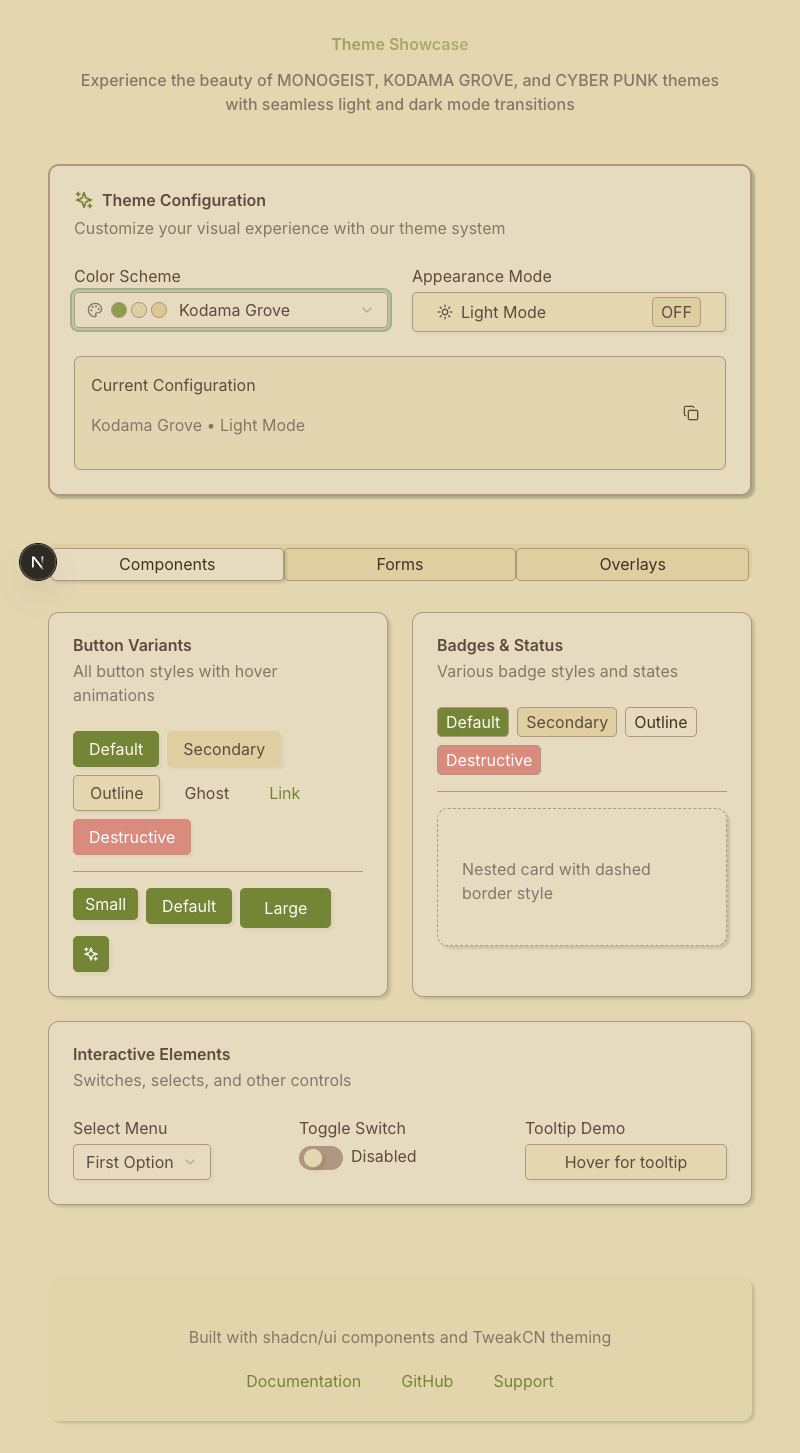 Theme Showcase
Experience the beauty of MONOGEIST, KODAMA GROVE, and CYBER PUNK themes
with seamless light and dark mode transitions
Theme Configuration
Customize your visual experience with our theme system
Color Scheme
Appearance Mode
Kodama Grove
Light Mode
OFF
Current Configuration
Kodama Grove • Light Mode
N
Components
Forms
Overlays
Button Variants
All button styles with hover
animations
Default
Secondary
Outline
Ghost
Link
Destructive
Small
Default
Large
Badges & Status
Various badge styles and states
Default
Secondary
Outline
Destructive
Nested card with dashed
border style
Interactive Elements
Switches, selects, and other controls
Select Menu
First Option
Toggle Switch
Disabled
Tooltip Demo
Hover for tooltip
Built with shadcn/ui components and TweakCN theming
Documentation
GitHub
Support